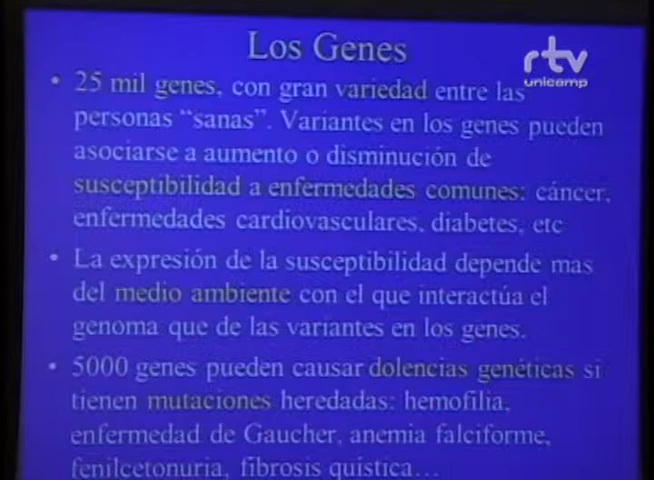 Los Genes
rtv
unicamp
• 25 mil genes, con gran variedad entre las
personas “sanas”. Variantes en los genes pueden
asociarse a aumento o disminución de
susceptibilidad a enfermedades comunes: cáncer,
enfermedades cardiovasculares, diabetes, etc
• La expresión de la susceptibilidad depende mas
del medio ambiente con el que interactúa el
genoma que de las variantes en los genes.
• 5000 genes pueden causar dolencias genéticas si
tienen mutaciones heredadas: hemofilia,
enfermedad de Gaucher, anemia falciforme,
fenilcetonuria, fibrosis quística…